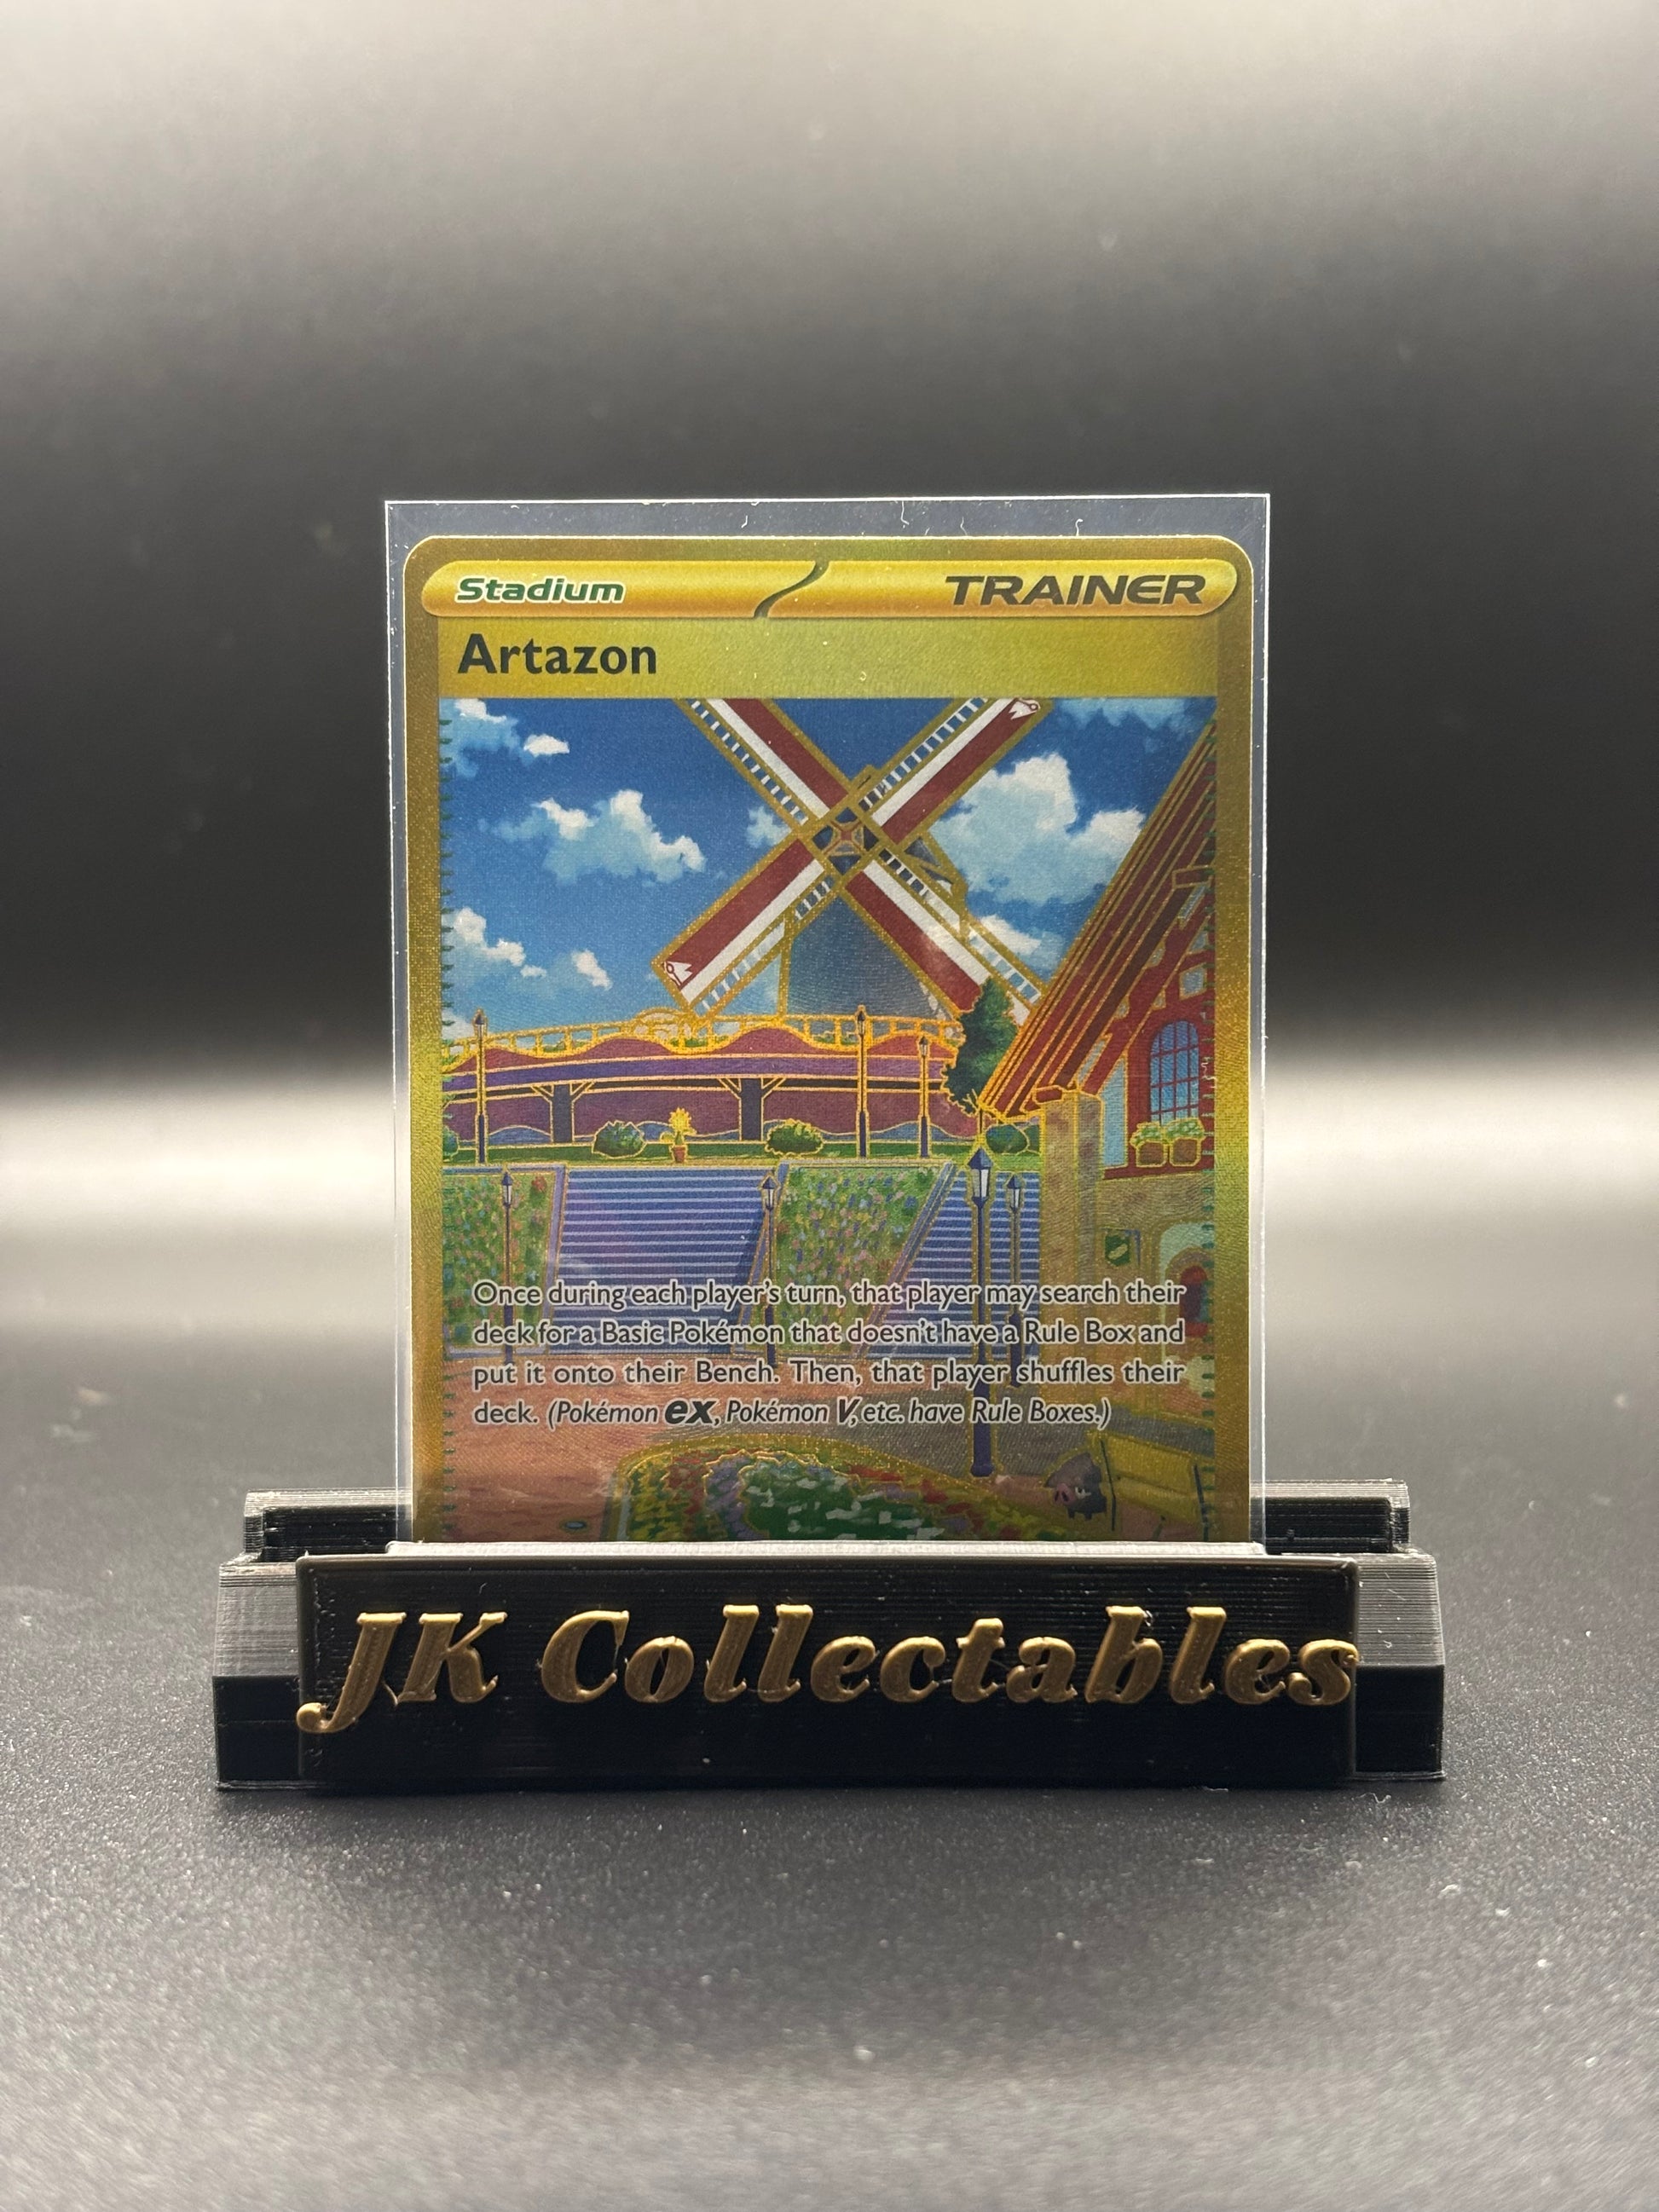 Stadium TRAINER
Artazon
Once during each player's turn, that player may search their
deck for a Basic Pokémon that doesn't have a Rule Box and
put it onto their Bench. Then, that player shuffles their
deck. (Pokémon ex, Pokémon V, etc. have Rule Boxes.)
JK Collectables